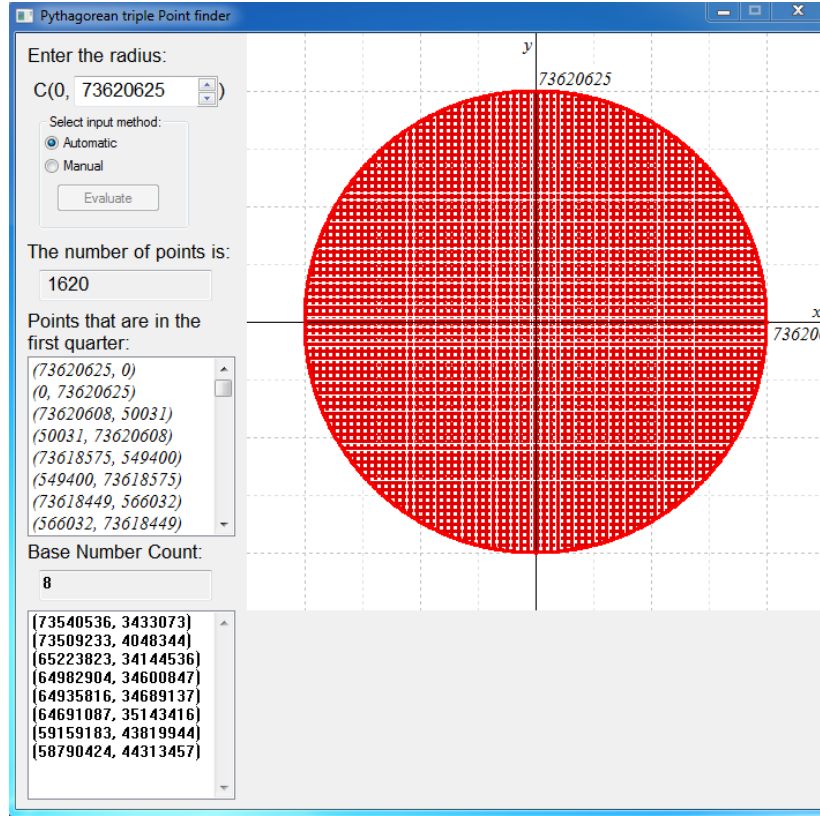 Pythagorean triple Point finder
Enter the radius:
C(0, 73620625 )
Select input method:
Automatic
Manual
Evaluate
The number of points is:
1620
Points that are in the
first quarter:
(73620625, 0)
(0, 73620625)
(73620608, 50031)
(50031, 73620608)
(73618575, 549400)
(549400, 73618575)
(73618449, 566032)
(566032, 73618449)
Base Number Count:
8
(73540536, 3433073)
(73509233, 4048344)
(65223823, 34144536)
(64982904, 34600847)
(64935816, 34689137)
(64691087, 35143416)
(59159183, 43819944)
(58790424, 44313457)
y
73620625
x
73620